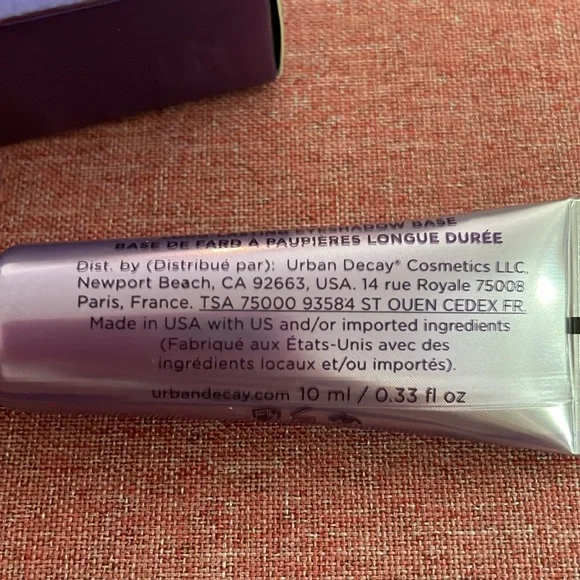 LASTING EYESHADOW BASE
BASE DE FARD À PAUPIÈRES LONGUE DURÉE
Dist. by (Distribué par): Urban Decay® Cosmetics LLC,
Newport Beach, CA 92663, USA. 14 rue Royale 75008
Paris, France. TSA 75000 93584 ST OUEN CEDEX FR.
Made in USA with US and/or imported ingredients
(Fabriqué aux États-Unis avec des
ingrédients locaux et/ou importés).
urbandecay.com 10 ml / 0.33 fl oz